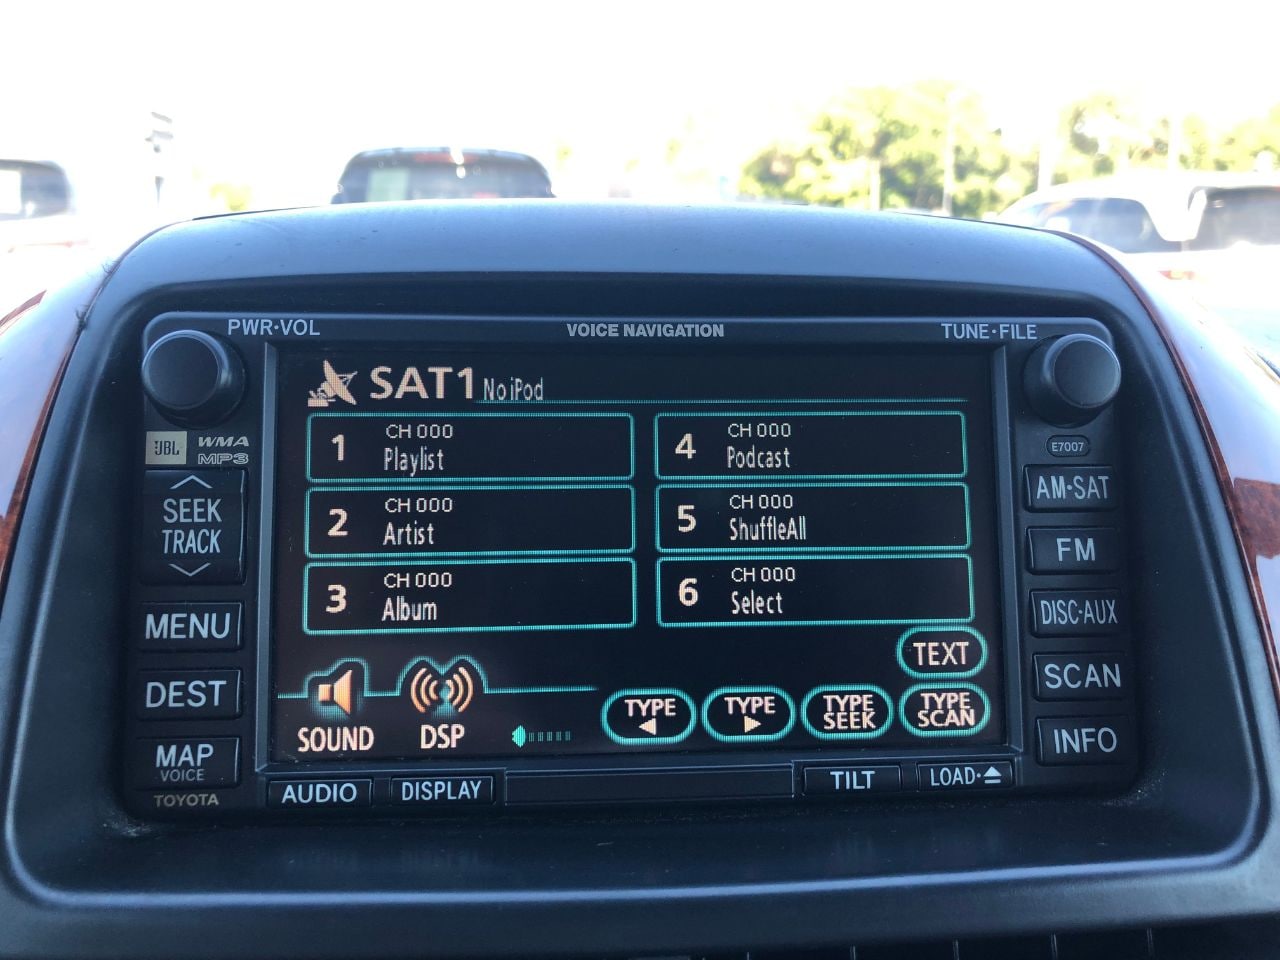 PWR·VOL
VOICE NAVIGATION
TUNE·FILE
SAT1 No iPod
JBL
WMA
MP3
E7007
1 CH 000
Playlist
4 CH 000
Podcast
SEEK
TRACK
AM·SAT
2 CH 000
Artist
5 CH 000
ShuffleAll
FM
3 CH 000
Album
6 CH 000
Select
MENU
DISC·AUX
TEXT
DEST
SCAN
SOUND
DSP
TYPE
TYPE
TYPE
SEEK
TYPE
SCAN
MAP
VOICE
INFO
TOYOTA
AUDIO
DISPLAY
TILT
LOAD·